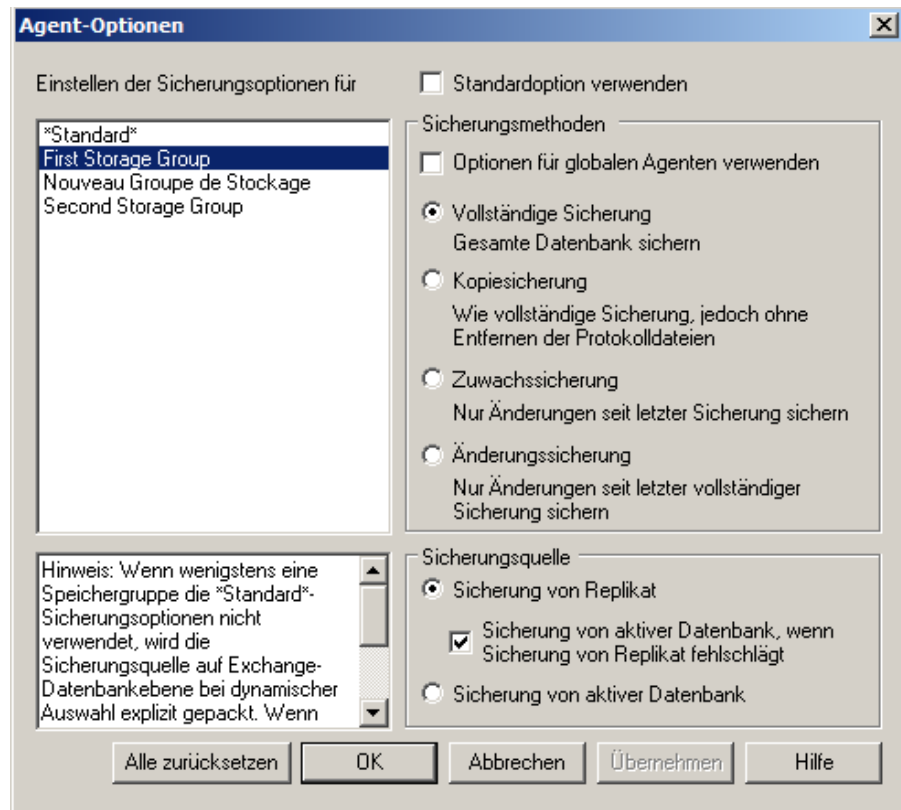 Agent-Optionen
Einstellen der Sicherungsoptionen für
Standardoption verwenden
*Standard*
First Storage Group
Nouveau Groupe de Stockage
Second Storage Group
Sicherungsmethoden
Optionen für globalen Agenten verwenden
Vollständige Sicherung
Gesamte Datenbank sichern
Kopiesicherung
Wie vollständige Sicherung, jedoch ohne
Entfernen der Protokolldateien
Zuwachssicherung
Nur Änderungen seit letzter Sicherung sichern
Änderungssicherung
Nur Änderungen seit letzter vollständiger
Sicherung sichern
Hinweis: Wenn wenigstens eine
Speichergruppe die *Standard*-
Sicherungsoptionen nicht
verwendet, wird die
Sicherungsquelle auf Exchange-
Datenbankebene bei dynamischer
Auswahl explizit gepackt. Wenn
Sicherungsquelle
Sicherung von Replikat
Sicherung von aktiver Datenbank, wenn
Sicherung von Replikat fehlschlägt
Sicherung von aktiver Datenbank
Alle zurücksetzen
OK
Abbrechen
Übernehmen
Hilfe